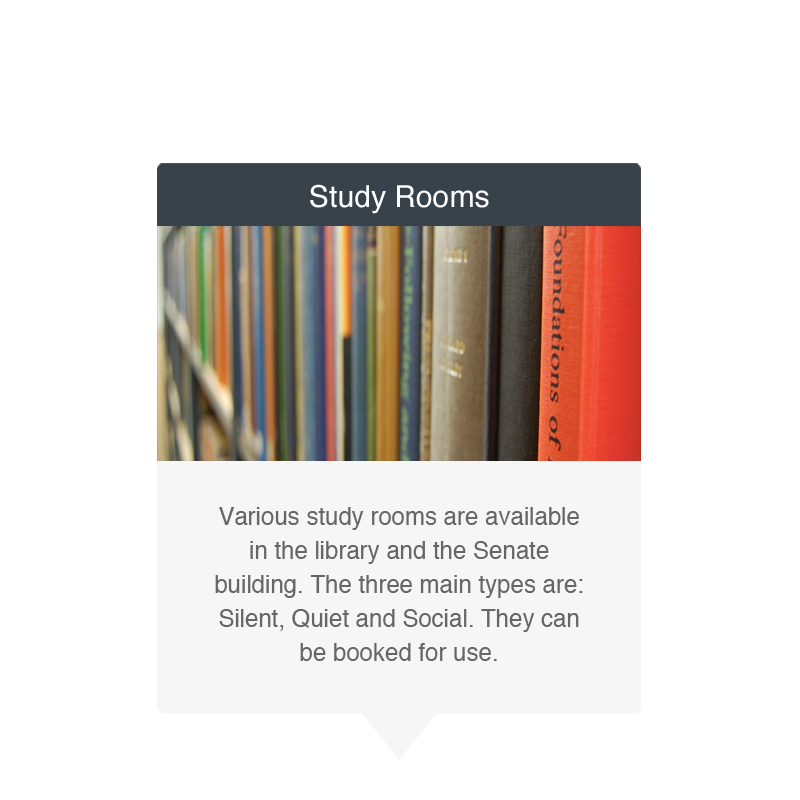 Study Rooms
Foundations of
Various study rooms are available
in the library and the Senate
building. The three main types are:
Silent, Quiet and Social. They can
be booked for use.